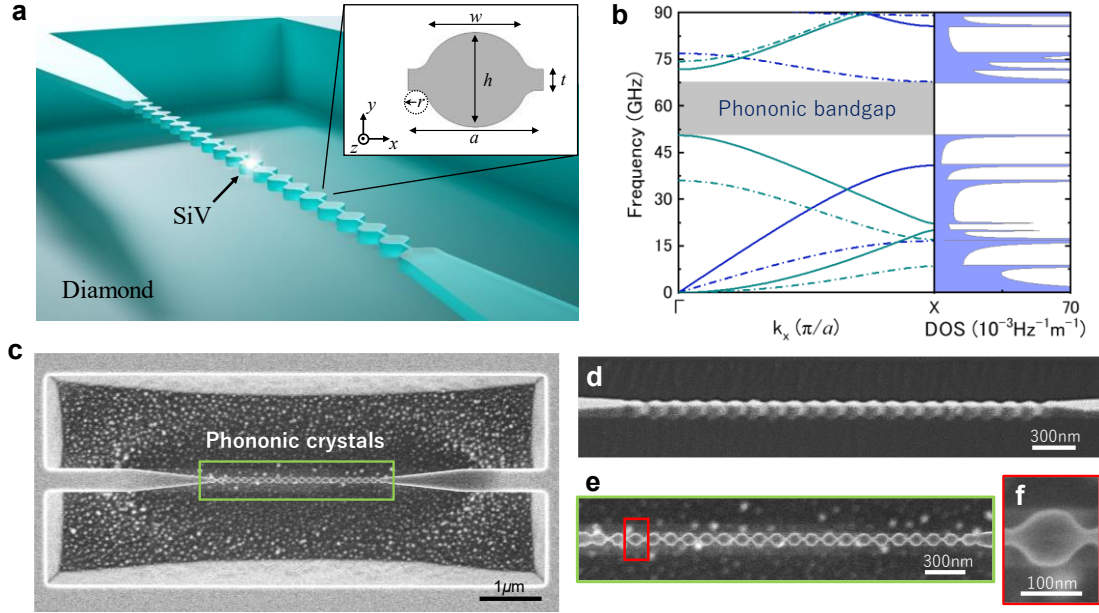 a
w
h
t
r
a
y
z
x
SiV
Diamond
b
Frequency (GHz)
90
75
60
45
30
15
0
Phononic bandgap
Γ
X
70
kₓ (π/a)
DOS (10⁻³Hz⁻¹m⁻¹)
c
Phononic crystals
1μm
d
300nm
e
300nm
f
100nm